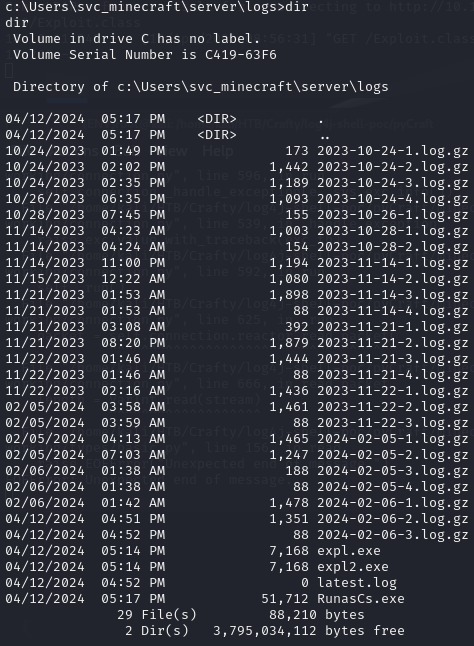 c:\Users\svc_minecraft\server\logs>dir
dir
 Volume in drive C has no label.
 Volume Serial Number is C419-63F6

 Directory of c:\Users\svc_minecraft\server\logs

04/12/2024  05:17 PM    <DIR>          .
04/12/2024  05:17 PM    <DIR>          ..
10/24/2023  01:49 PM               173 2023-10-24-1.log.gz
10/24/2023  02:02 PM             1,442 2023-10-24-2.log.gz
10/24/2023  02:35 PM             1,189 2023-10-24-3.log.gz
10/26/2023  06:35 PM             1,093 2023-10-24-4.log.gz
10/28/2023  07:45 PM               155 2023-10-26-1.log.gz
11/14/2023  04:23 AM             1,003 2023-10-28-1.log.gz
11/14/2023  04:24 AM               154 2023-10-28-2.log.gz
11/14/2023  11:00 PM             1,194 2023-11-14-1.log.gz
11/15/2023  12:22 AM             1,080 2023-11-14-2.log.gz
11/21/2023  01:53 AM             1,898 2023-11-14-3.log.gz
11/21/2023  01:53 AM                88 2023-11-14-4.log.gz
11/21/2023  03:08 AM               392 2023-11-21-1.log.gz
11/21/2023  08:20 PM             1,879 2023-11-21-2.log.gz
11/22/2023  01:46 AM             1,444 2023-11-21-3.log.gz
11/22/2023  01:46 AM                88 2023-11-21-4.log.gz
11/22/2023  02:16 AM             1,436 2023-11-22-1.log.gz
02/05/2024  03:58 AM             1,461 2023-11-22-2.log.gz
02/05/2024  03:59 AM                88 2023-11-22-3.log.gz
02/05/2024  04:13 AM             1,465 2024-02-05-1.log.gz
02/05/2024  07:03 AM             1,247 2024-02-05-2.log.gz
02/06/2024  01:38 AM               188 2024-02-05-3.log.gz
02/06/2024  01:38 AM                88 2024-02-05-4.log.gz
02/06/2024  01:42 AM             1,478 2024-02-06-1.log.gz
04/12/2024  04:51 PM             1,351 2024-02-06-2.log.gz
04/12/2024  04:52 PM                88 2024-02-06-3.log.gz
04/12/2024  05:14 PM             7,168 expl.exe
04/12/2024  05:14 PM             7,168 expl2.exe
04/12/2024  04:52 PM                 0 latest.log
04/12/2024  05:17 PM            51,712 RunasCs.exe
              29 File(s)         88,210 bytes
               2 Dir(s)   3,795,034,112 bytes free